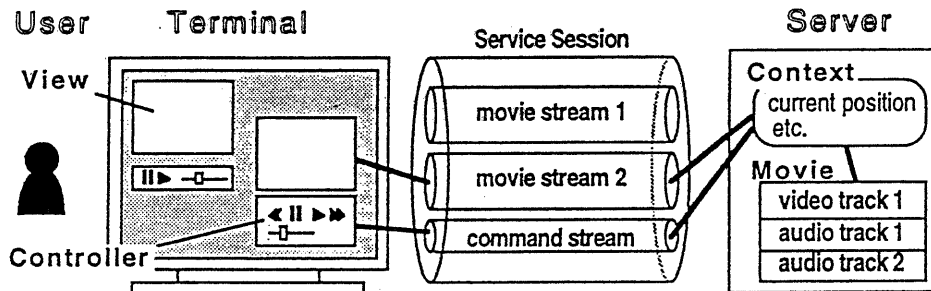 User
Terminal
Server
Service Session
View
Context
current position
etc.
movie stream 1
movie stream 2
Movie
video track 1
command stream
audio track 1
Controller
audio track 2